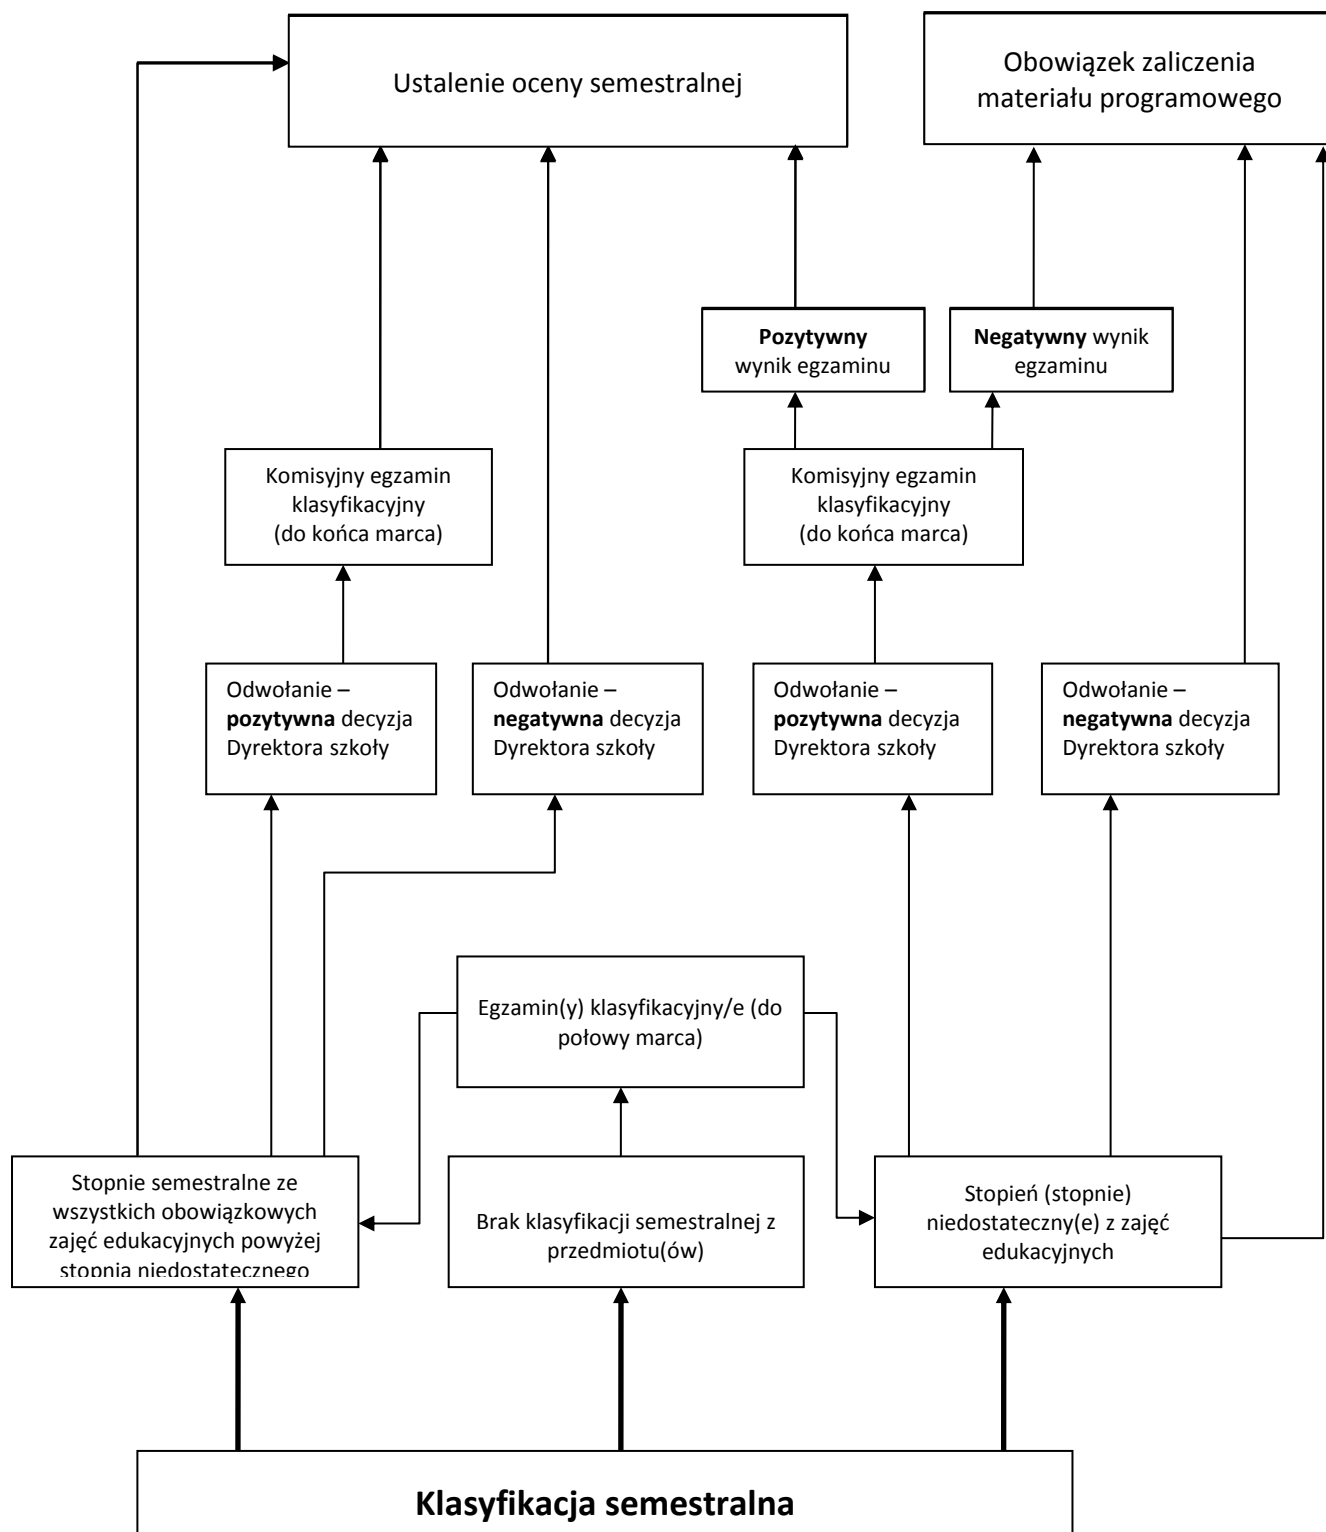 Ustalenie oceny semestralnej
Obowiązek zaliczenia
materiału programowego
Pozytywny
wynik egzaminu
Negatywny wynik
egzaminu
Komisyjny egzamin
klasyfikacyjny
(do końca marca)
Komisyjny egzamin
klasyfikacyjny
(do końca marca)
Odwołanie –
pozytywna decyzja
Dyrektora szkoły
Odwołanie –
negatywna decyzja
Dyrektora szkoły
Odwołanie –
pozytywna decyzja
Dyrektora szkoły
Odwołanie –
negatywna decyzja
Dyrektora szkoły
Egzamin(y) klasyfikacyjny/e (do
połowy marca)
Stopnie semestralne ze
wszystkich obowiązkowych
zajęć edukacyjnych powyżej
stopnia niedostatecznego
Brak klasyfikacji semestralnej z
przedmiotu(ów)
Stopień (stopnie)
niedostateczny(e) z zajęć
edukacyjnych
Klasyfikacja semestralna